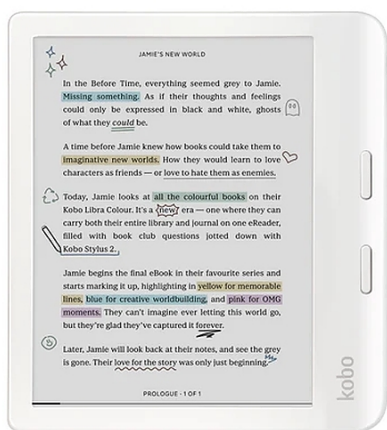 JAMIE'S NEW WORLD
In the Before Time, everything seemed grey to Jamie.
Missing something. As if their thoughts and feelings
could only be expressed in black and white, ghosts
of what they could be.
A time before Jamie knew how books could take them to
imaginative new worlds. How they would learn to love
characters as friends — or love to hate them as enemies.
Today, Jamie looks at all the colourful books on their
Kobo Libra Colour. It's a new era — one where they can
carry both their entire library and journal on one eReader,
filled with book club questions jotted down with
Kobo Stylus 2.
Jamie begins the final eBook in their favourite series and
starts marking it up, highlighting in yellow for memorable
lines, blue for creative worldbuilding, and pink for OMG
moments. They can't imagine ever letting this world go,
but they're glad they've captured it forever.
Later, Jamie will look back at their notes, and see the grey
is gone. Their love for the story was only just beginning.
PROLOGUE - 1 OF 1
kobo